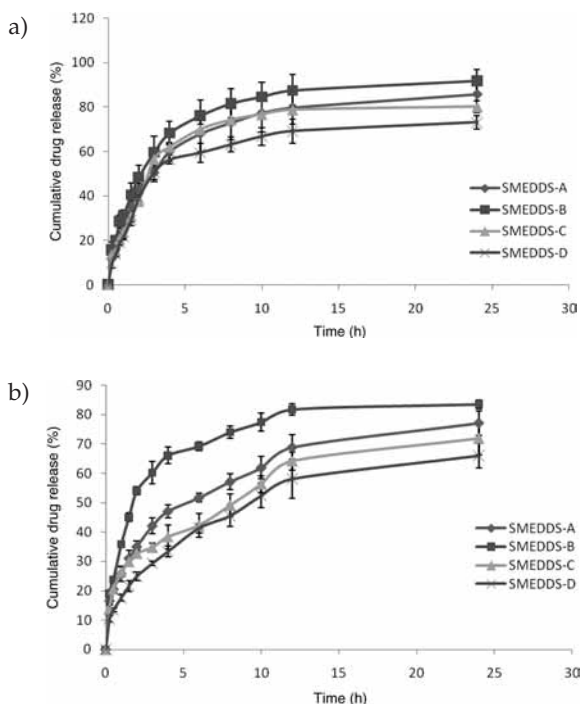 a)
120
100
80
60
40
20
0
Cumulative drug release (%)
SMEDDS-A
SMEDDS-B
SMEDDS-C
SMEDDS-D
0 5 10 15 20 25 30
Time (h)
b)
90
80
70
60
50
40
30
20
10
0
Cumulative drug release (%)
SMEDDS-A
SMEDDS-B
SMEDDS-C
SMEDDS-D
0 5 10 15 20 25 30
Time (h)